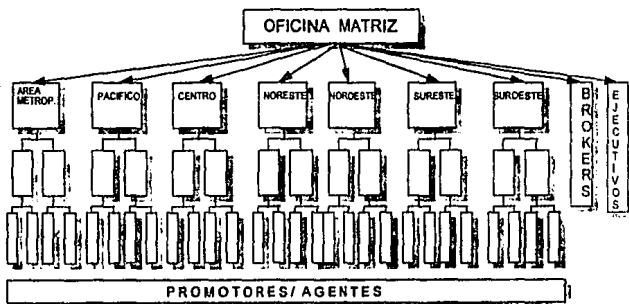 OFICINA MATRIZ
AREA
METROP.
PACIFICO
CENTRO
NORESTE
NOROESTE
SURESTE
SUROESTE
BROKERS
EJECUTIVOS
PROMOTORES/ AGENTES